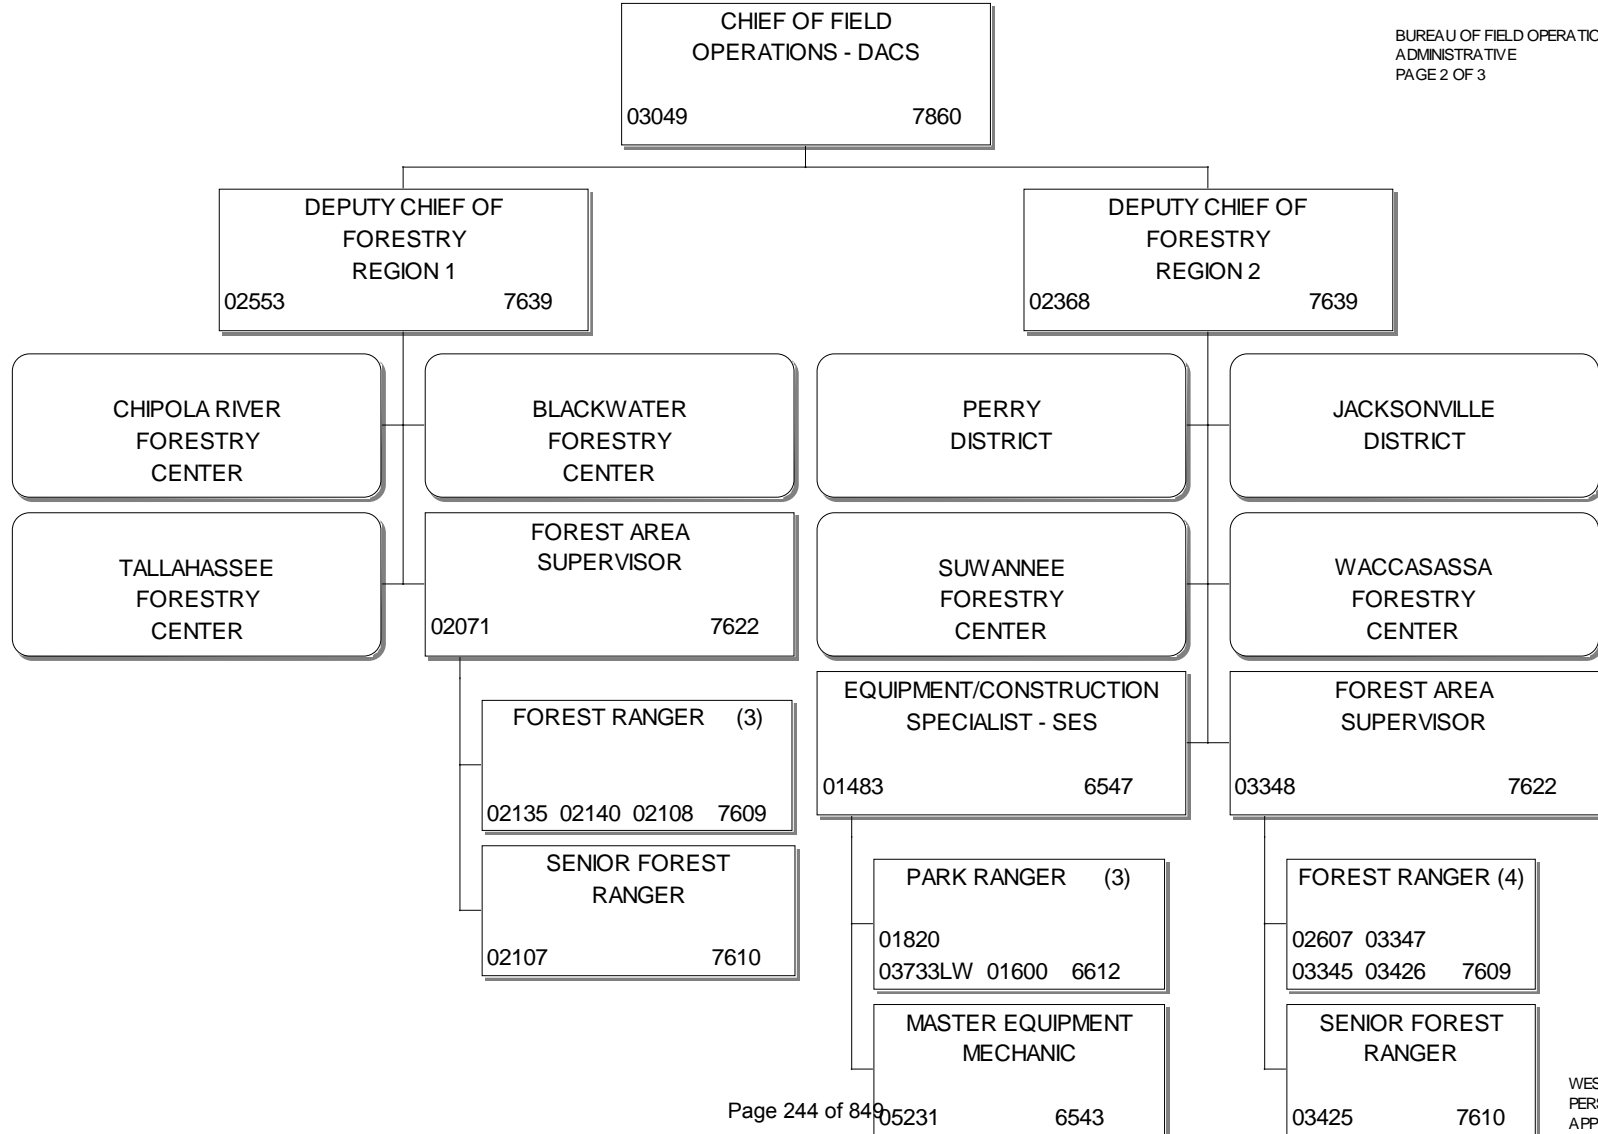 CHIEF OF FIELD
OPERATIONS - DACS
03049 7860
BUREAU OF FIELD OPERATIO
ADMINISTRATIVE
PAGE 2 OF 3
DEPUTY CHIEF OF
FORESTRY
REGION 1
02553 7639
DEPUTY CHIEF OF
FORESTRY
REGION 2
02368 7639
CHIPOLA RIVER
FORESTRY
CENTER
BLACKWATER
FORESTRY
CENTER
PERRY
DISTRICT
JACKSONVILLE
DISTRICT
TALLAHASSEE
FORESTRY
CENTER
FOREST AREA
SUPERVISOR
02071 7622
SUWANNEE
FORESTRY
CENTER
WACCASASSA
FORESTRY
CENTER
FOREST RANGER (3)
02135 02140 02108 7609
SENIOR FOREST
RANGER
02107 7610
EQUIPMENT/CONSTRUCTION
SPECIALIST - SES
01483 6547
FOREST AREA
SUPERVISOR
03348 7622
PARK RANGER (3)
01820
03733LW 01600 6612
FOREST RANGER (4)
02607 03347
03345 03426 7609
MASTER EQUIPMENT
MECHANIC
05231 6543
SENIOR FOREST
RANGER
03425 7610
Page 244 of 849
WES
PERS
APP